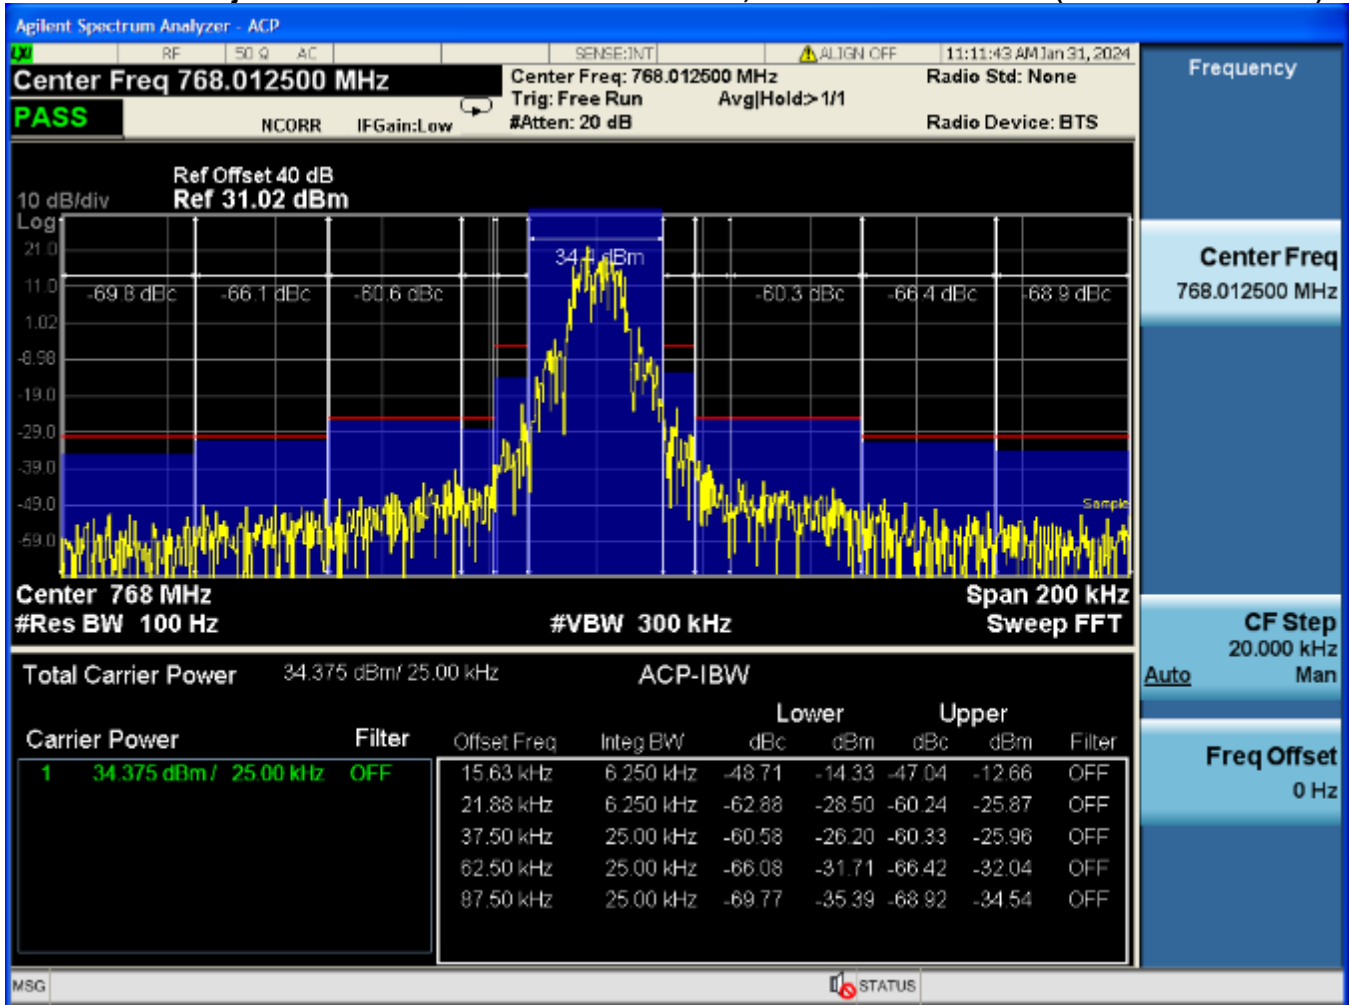 Agilent Spectrum Analyzer - ACP
LXI RF 50 Ω AC SENSE:INT ALIGN OFF 11:11:43 AM Jan 31, 2024
Center Freq 768.012500 MHz
Center Freq: 768.012500 MHz
Radio Std: None
Trig: Free Run Avg|Hold:>1/1
PASS
NCORR IFGain:Low
#Atten: 20 dB
Radio Device: BTS
Ref Offset 40 dB
10 dB/div Ref 31.02 dBm
Log
21.0
34.4 dBm
11.0
-69.8 dBc -66.1 dBc -60.6 dBc -60.3 dBc -66.4 dBc -68.9 dBc
1.02
-8.98
-19.0
-29.0
-39.0
-49.0
Sample
-59.0
Center 768 MHz Span 200 kHz
#Res BW 100 Hz #VBW 300 kHz Sweep FFT
Total Carrier Power 34.375 dBm/ 25.00 kHz ACP-IBW
Lower Upper
Carrier Power Filter Offset Freq Integ BW dBc dBm dBc dBm Filter
1 34.375 dBm / 25.00 kHz OFF 15.63 kHz 6.250 kHz -48.71 -14.33 -47.04 -12.66 OFF
21.88 kHz 6.250 kHz -62.88 -28.50 -60.24 -25.87 OFF
37.50 kHz 25.00 kHz -60.58 -26.20 -60.33 -25.96 OFF
62.50 kHz 25.00 kHz -66.08 -31.71 -66.42 -32.04 OFF
87.50 kHz 25.00 kHz -69.77 -35.39 -68.92 -34.54 OFF
MSG STATUS
Frequency
Center Freq
768.012500 MHz
CF Step
20.000 kHz
Auto Man
Freq Offset
0 Hz